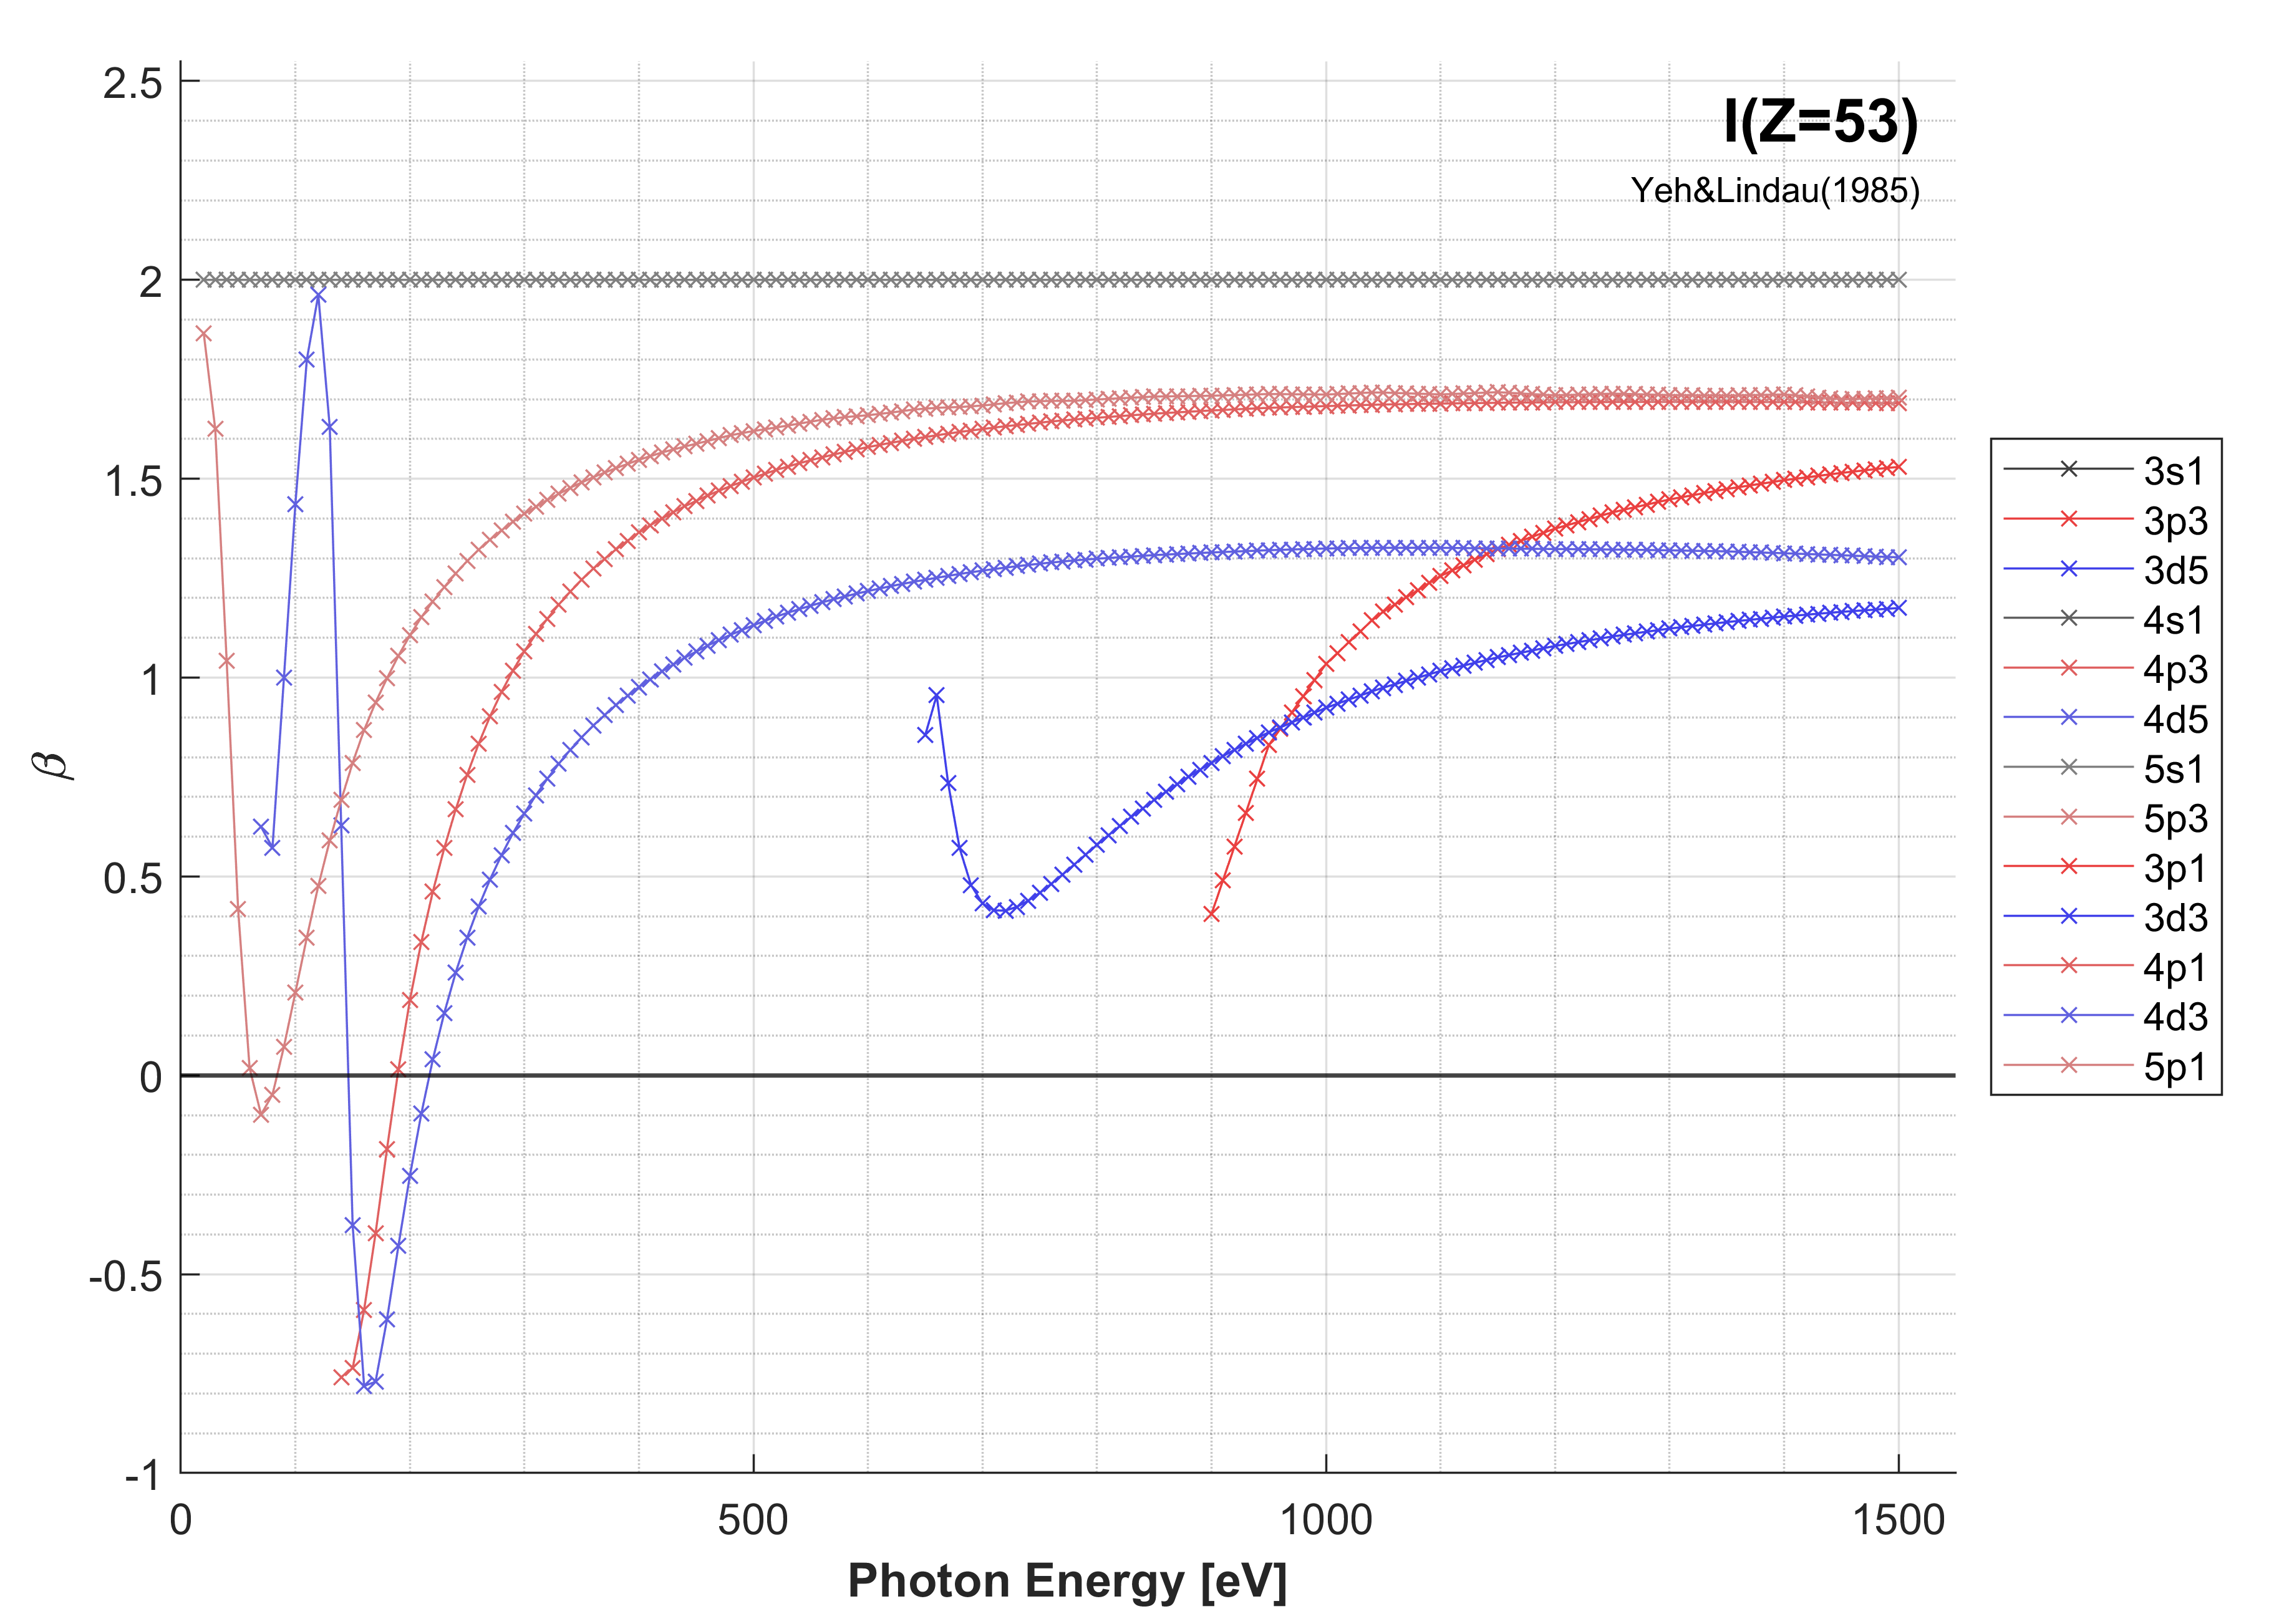 I(Z=53)
Yeh&Lindau(1985)
2.5
2
1.5
1
0.5
0
-0.5
-1
β
0
500
1000
1500
Photon Energy [eV]
3s1
3p3
3d5
4s1
4p3
4d5
5s1
5p3
3p1
3d3
4p1
4d3
5p1